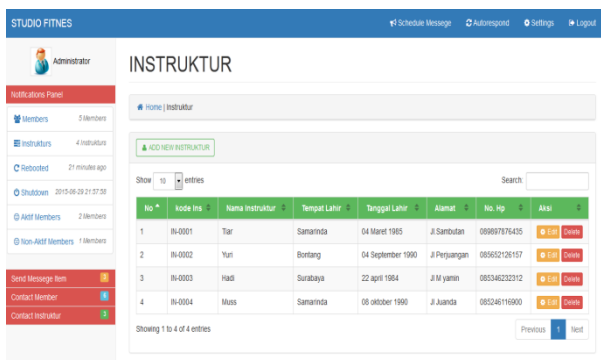 STUDIO FITNES
Schedule Messege Autorespond Settings Logout
Administrator
INSTRUKTUR
Notifications Panel
Home | Instruktur
Members 5 Members
Instrukturs 4 Instrukturs
Rebooted 21 minutes ago
Shutdown 2015-08-29 21:57:58
Aktif Members 2 Members
Non-Aktif Members 1 Members
Send Messege Item
Contact Member
Contact Instruktur 3
ADD NEW INSTRUKTUR
Show 10 entries Search:
No kode Ins Nama Instruktur Tempat Lahir Tanggal Lahir Alamat No. Hp Aksi
1 IN-0001 Tiar Samarinda 04 Maret 1985 Jl Sambutan 089897876435 Edit Delete
2 IN-0002 Yuri Bontang 04 September 1990 Jl Perjuangan 085652126157 Edit Delete
3 IN-0003 Hadi Surabaya 22 april 1984 Jl M yamin 085346232312 Edit Delete
4 IN-0004 Muss Samarinda 08 oktober 1990 Jl Juanda 085246116900 Edit Delete
Showing 1 to 4 of 4 entries
Previous 1 Next